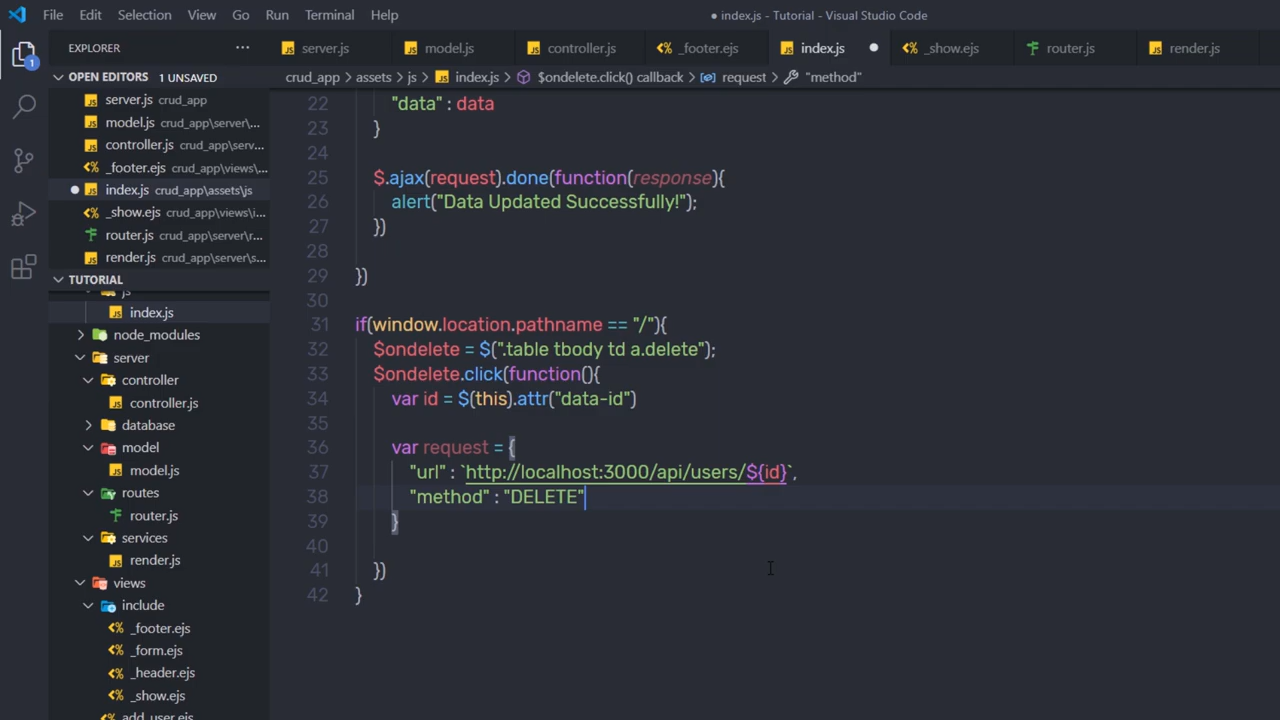 File Edit Selection View Go Run Terminal Help
● index.js - Tutorial - Visual Studio Code
EXPLORER ...
server.js model.js controller.js _footer.ejs index.js _show.ejs router.js render.js
crud_app > assets > js > index.js > $ondelete.click() callback > request > "method"
1
OPEN EDITORS 1 UNSAVED
server.js crud_app
model.js crud_app\server\...
controller.js crud_app\serv...
_footer.ejs crud_app\views\...
index.js crud_app\assets\js
_show.ejs crud_app\views\i...
router.js crud_app\server\r...
render.js crud_app\server\s...
TUTORIAL
js
index.js
node_modules
server
controller
controller.js
database
model
model.js
routes
router.js
services
render.js
views
include
_footer.ejs
_form.ejs
_header.ejs
_show.ejs
add_user.ejs
22 "data" : data
23 }
24
25 $.ajax(request).done(function(response){
26 alert("Data Updated Successfully!");
27 })
28
29 })
30
31 if(window.location.pathname == "/"){
32 $ondelete = $(".table tbody td a.delete");
33 $ondelete.click(function(){
34 var id = $(this).attr("data-id")
35
36 var request = {
37 "url" : `http://localhost:3000/api/users/${id}`,
38 "method" : "DELETE"
39 }
40
41 })
42 }